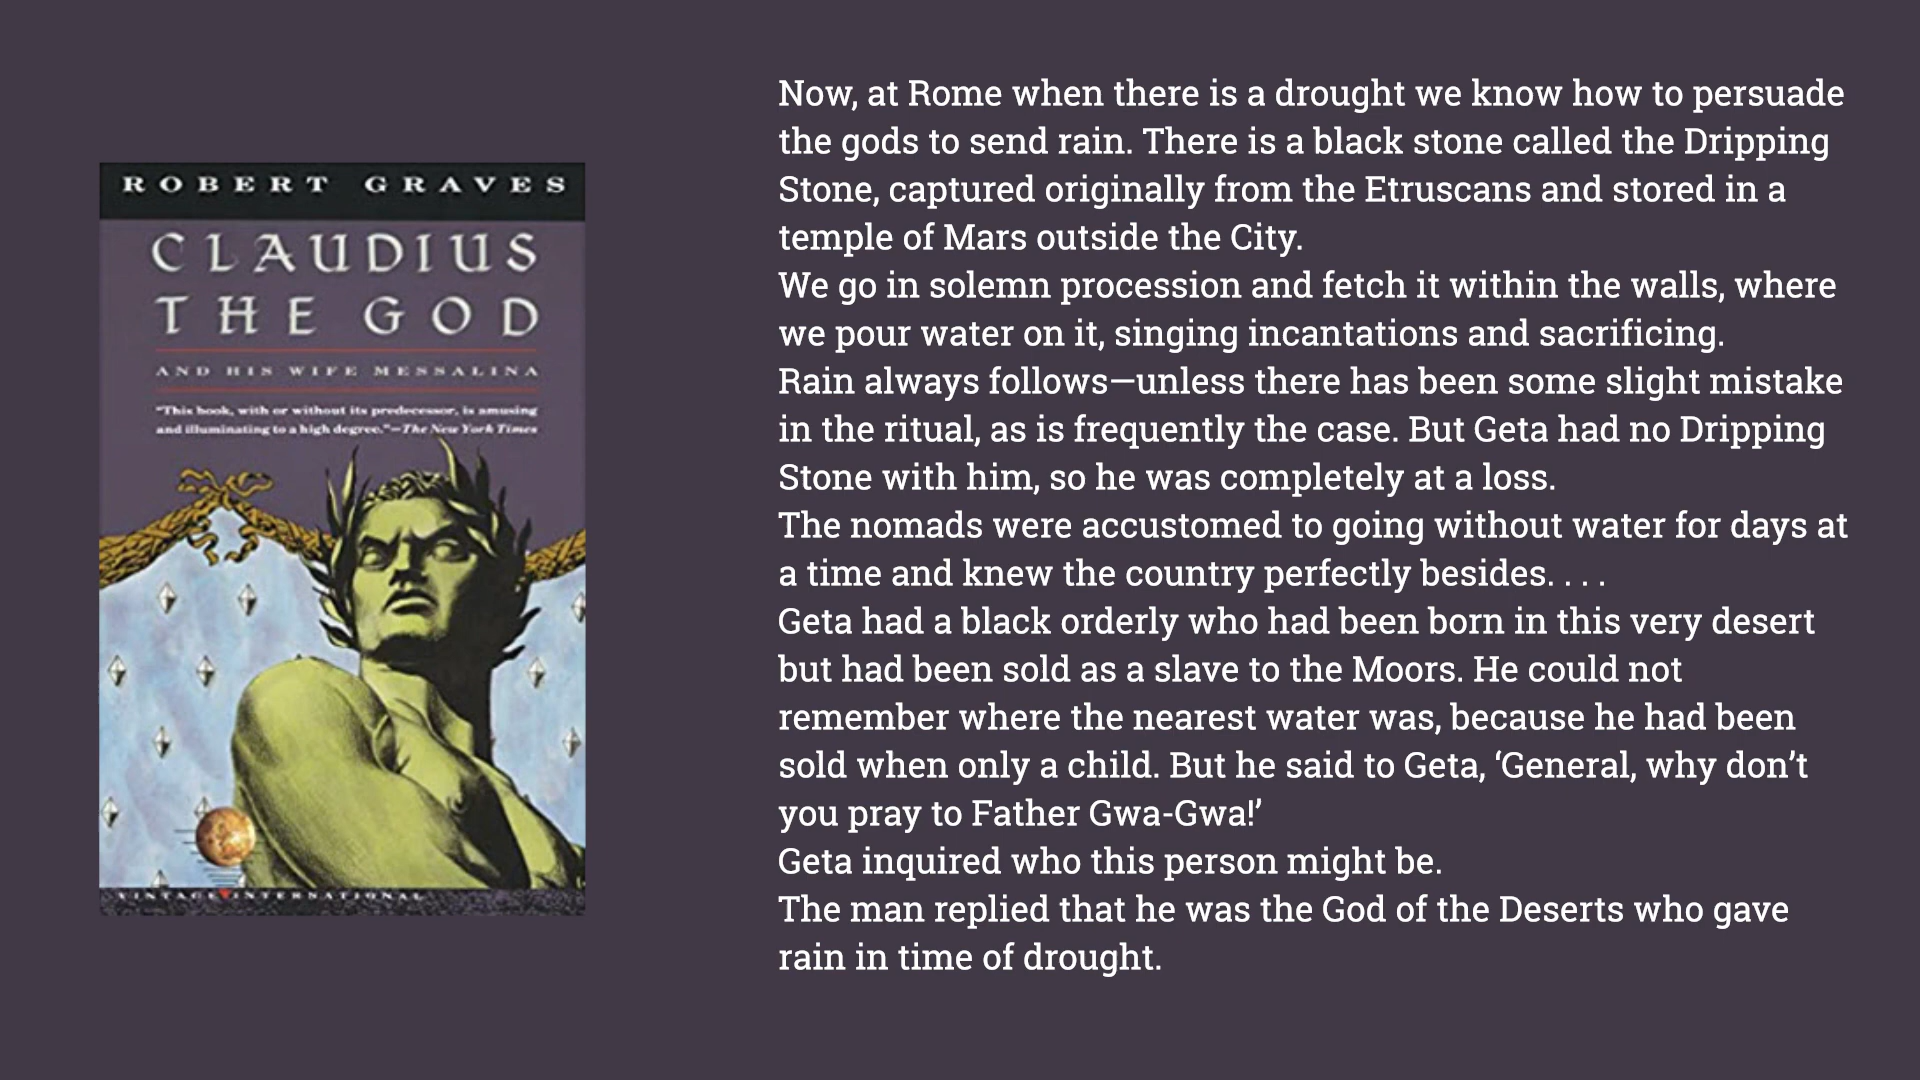 ROBERT GRAVES
CLAUDIUS
THE GOD
AND HIS WIFE MESSALINA
"This book, with or without its predecessor, is amusing
and illuminating to a high degree."—The New York Times
VINTAGE INTERNATIONAL
Now, at Rome when there is a drought we know how to persuade
the gods to send rain. There is a black stone called the Dripping
Stone, captured originally from the Etruscans and stored in a
temple of Mars outside the City.
We go in solemn procession and fetch it within the walls, where
we pour water on it, singing incantations and sacrificing.
Rain always follows—unless there has been some slight mistake
in the ritual, as is frequently the case. But Geta had no Dripping
Stone with him, so he was completely at a loss.
The nomads were accustomed to going without water for days at
a time and knew the country perfectly besides. . . .
Geta had a black orderly who had been born in this very desert
but had been sold as a slave to the Moors. He could not
remember where the nearest water was, because he had been
sold when only a child. But he said to Geta, ‘General, why don’t
you pray to Father Gwa-Gwa!’
Geta inquired who this person might be.
The man replied that he was the God of the Deserts who gave
rain in time of drought.